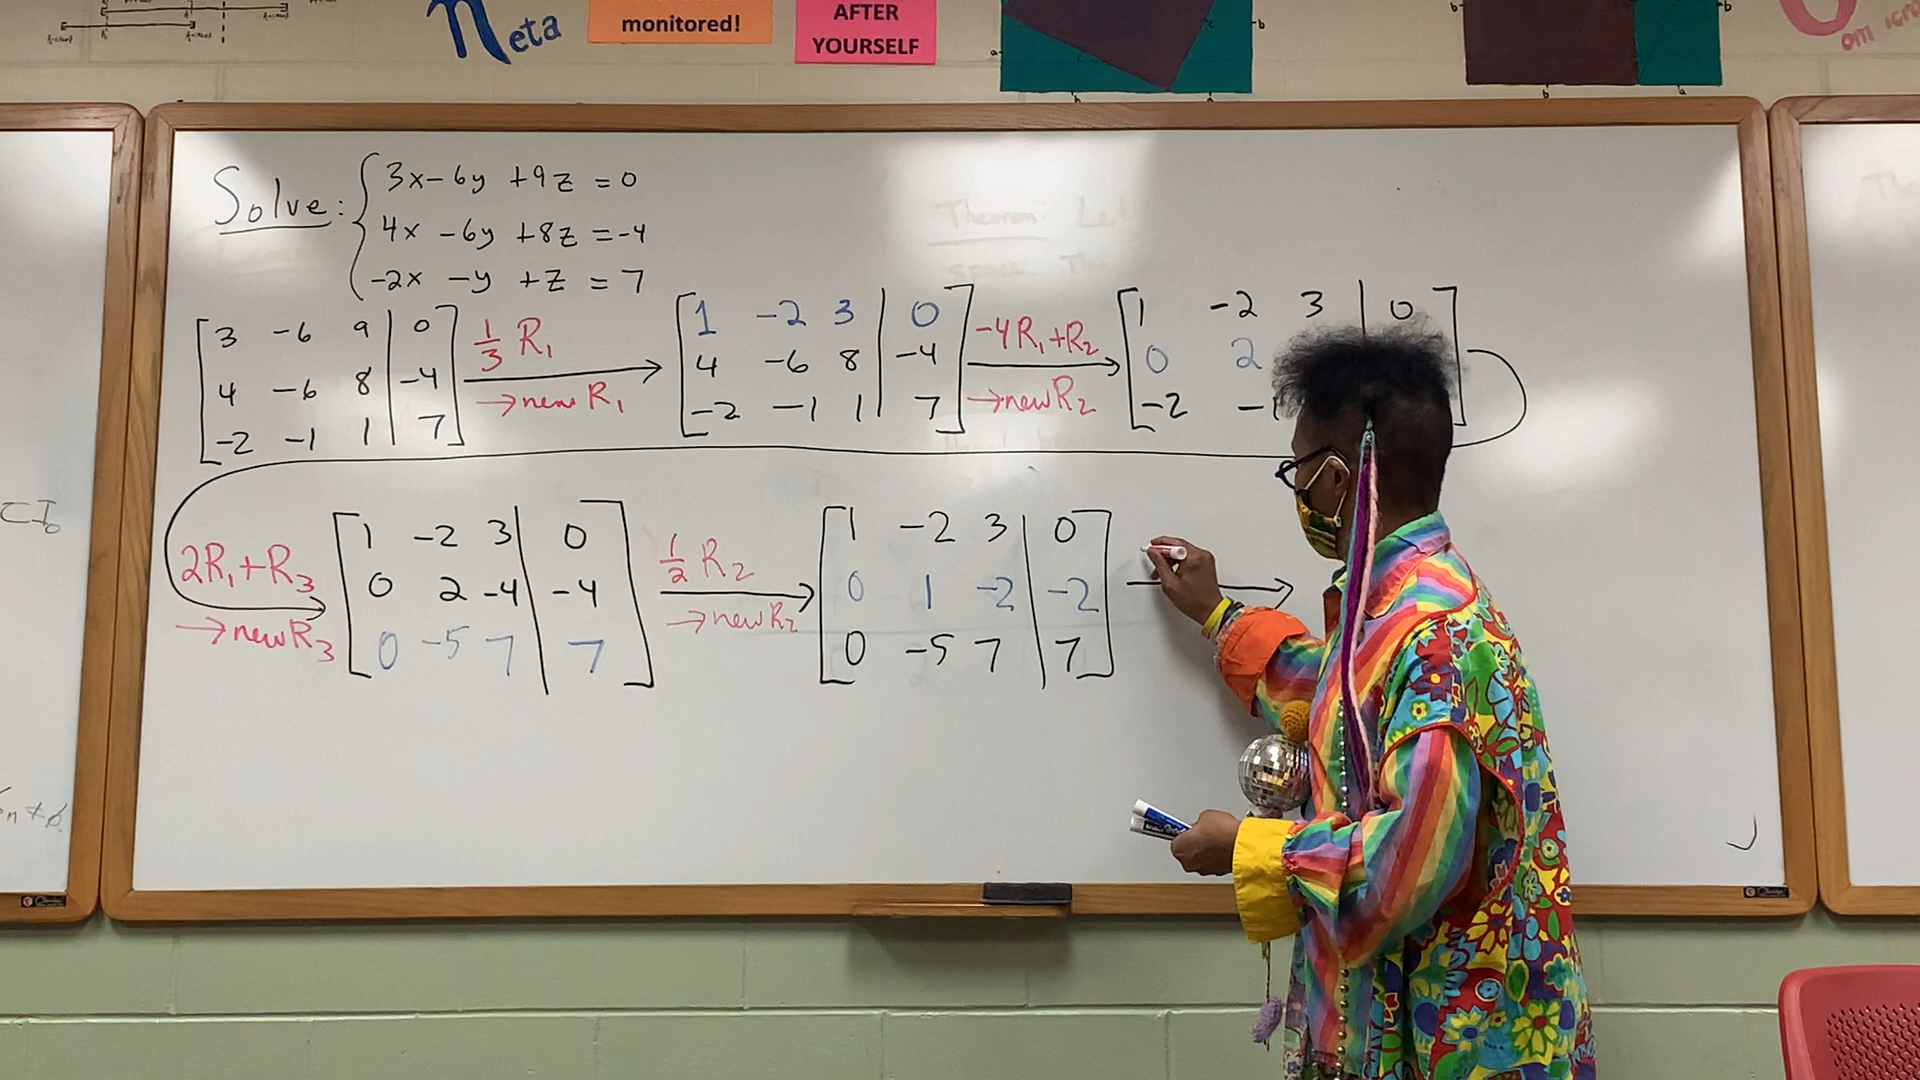 ηeta
monitored!
AFTER
YOURSELF
Solve: 3x - 6y + 9z = 0
4x - 6y + 8z = -4
-2x - y + z = 7
3 -6 9 | 0
4 -6 8 | -4
-2 -1 1 | 7
1/3 R₁
→ new R₁
1 -2 3 | 0
4 -6 8 | -4
-2 -1 1 | 7
-4R₁+R₂
→ new R₂
1 -2 3 | 0
0 2
-2 -1
2R₁+R₃
→ new R₃
1 -2 3 | 0
0 2 -4 | -4
0 -5 7 | 7
1/2 R₂
→ new R₂
1 -2 3 | 0
0 1 -2 | -2
0 -5 7 | 7
Theorem: Let